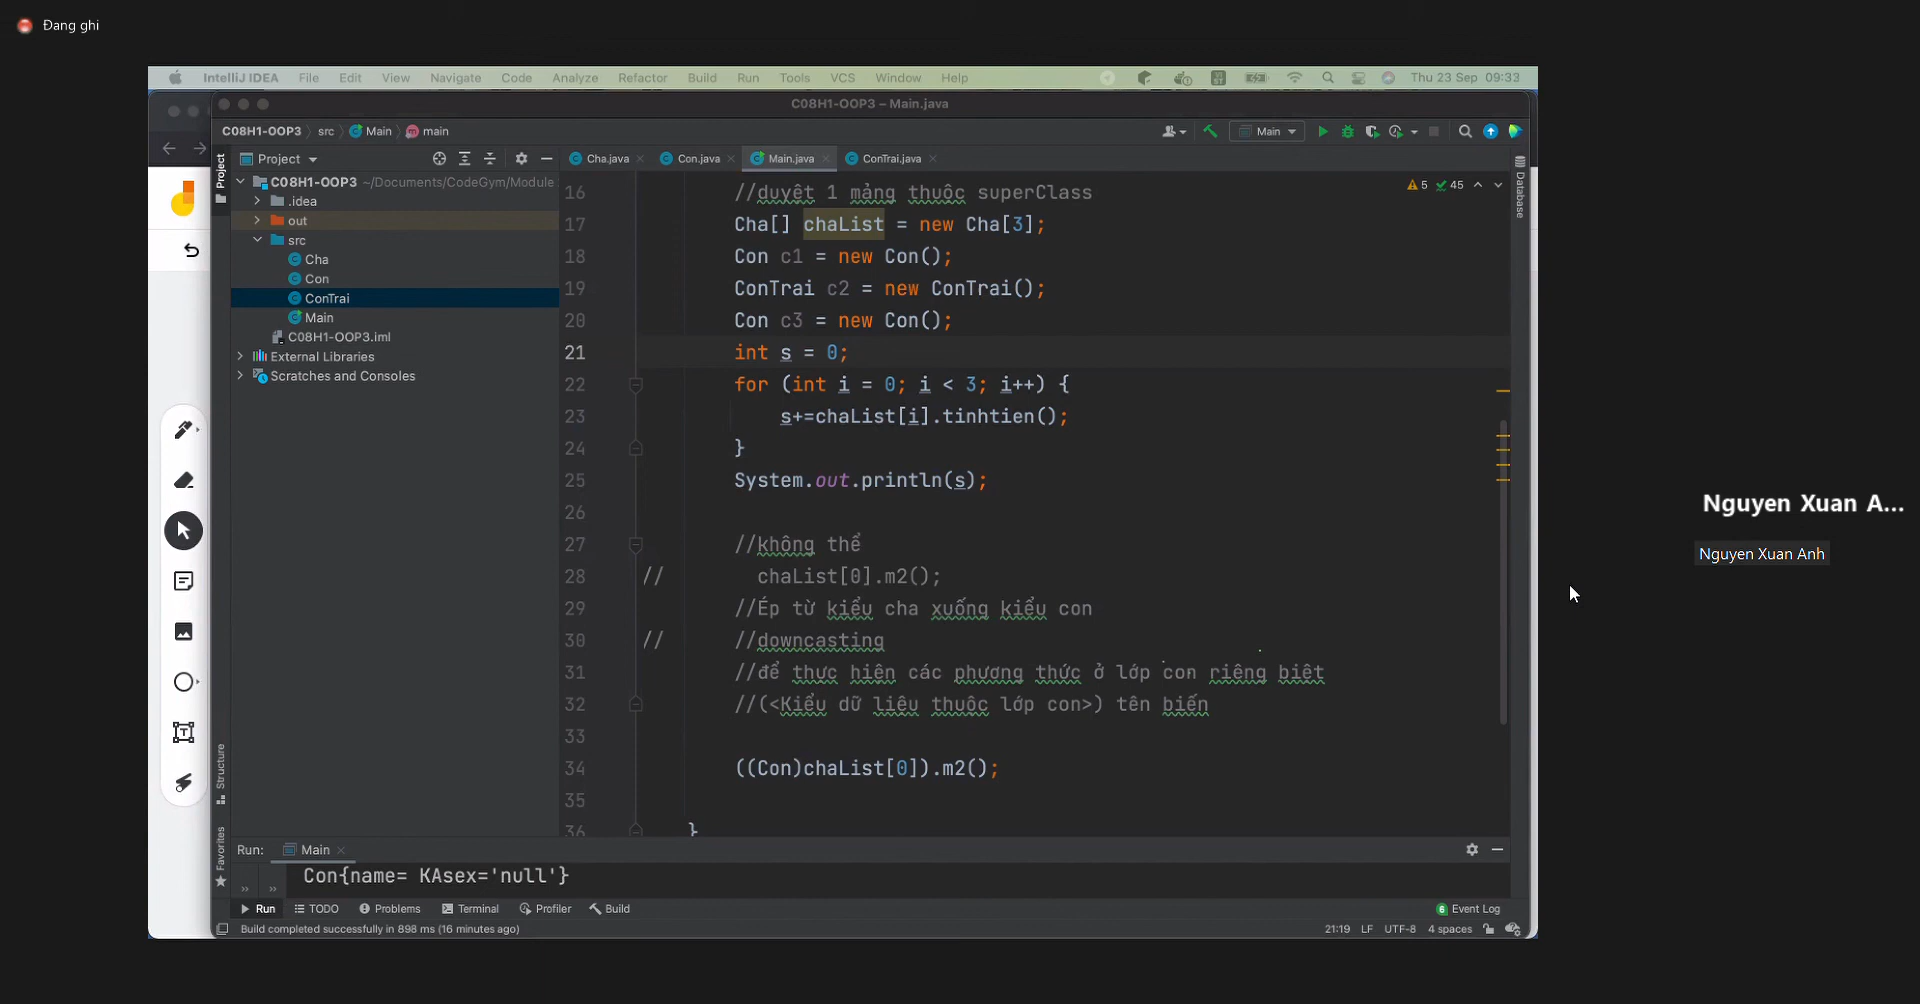 Đang ghi
IntelliJ IDEA File Edit View Navigate Code Analyze Refactor Build Run Tools VCS Window Help Thu 23 Sep 09:33
C08H1-OOP3 – Main.java
C08H1-OOP3 src Main main Main
Project Cha.java Con.java Main.java ConTrai.java
Project
Database
C08H1-OOP3 ~/Documents/CodeGym/Module
.idea
out
src
Cha
Con
ConTrai
Main
C08H1-OOP3.iml
External Libraries
Scratches and Consoles
5 45
16 //duyệt 1 mảng thuộc superClass
17 Cha[] chaList = new Cha[3];
18 Con c1 = new Con();
19 ConTrai c2 = new ConTrai();
20 Con c3 = new Con();
21 int s = 0;
22 for (int i = 0; i < 3; i++) {
23 s+=chaList[i].tinhtien();
24 }
25 System.out.println(s);
26
27 //không thể
28 // chaList[0].m2();
29 //Ép từ kiểu cha xuống kiểu con
30 // //downcasting
31 //để thực hiện các phương thức ở lớp con riêng biệt
32 //(<Kiểu dữ liệu thuộc lớp con>) tên biến
33
34 ((Con)chaList[0]).m2();
35
36 }
Structure
Favorites
Run: Main
Con{name= KAsex='null'}
Run TODO Problems Terminal Profiler Build 6 Event Log
Build completed successfully in 898 ms (16 minutes ago) 21:19 LF UTF-8 4 spaces
Nguyen Xuan A...
Nguyen Xuan Anh